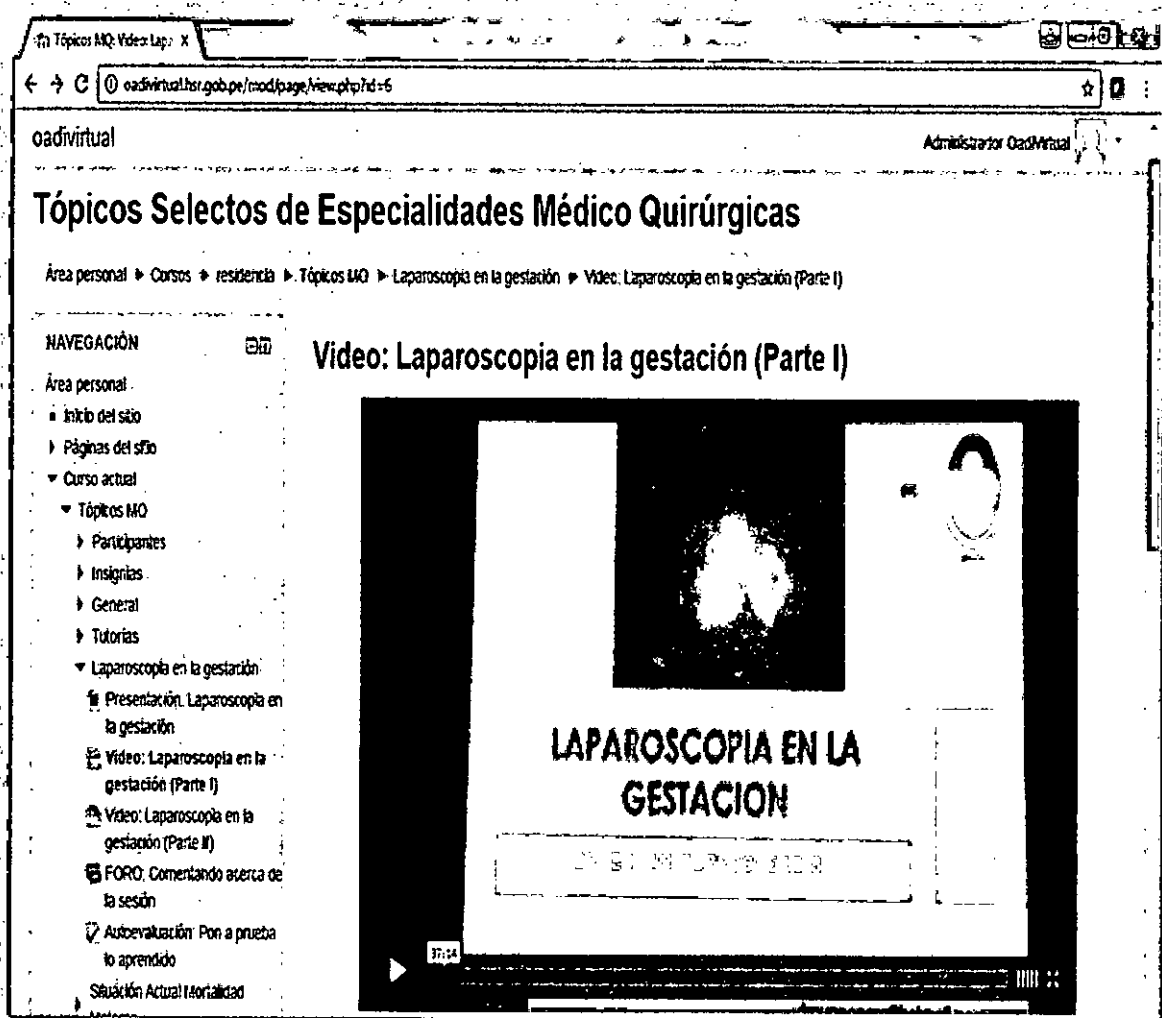 Tópicos MQ: Video: Lap: X
oadivirtual.hsr.gob.pe/mod/page/view.php?id=6
oadivirtual
Administrador OadiVirtual
Tópicos Selectos de Especialidades Médico Quirúrgicas
Área personal ▶ Cursos ▶ residencia ▶ Tópicos MQ ▶ Laparoscopia en la gestación ▶ Video: Laparoscopia en la gestación (Parte I)
NAVEGACIÓN
Área personal
Inicio del sitio
Páginas del sitio
Curso actual
Tópicos MQ
Participantes
Insignias
General
Tutorías
Laparoscopia en la gestación
Presentación: Laparoscopia en
la gestación
Video: Laparoscopia en la
gestación (Parte I)
Video: Laparoscopia en la
gestación (Parte II)
FORO: Comentando acerca de
la sesión
Autoevaluación: Pon a prueba
lo aprendido
Situación Actual Mortalidad
Video: Laparoscopia en la gestación (Parte I)
LAPAROSCOPIA EN LA
GESTACION
37:14